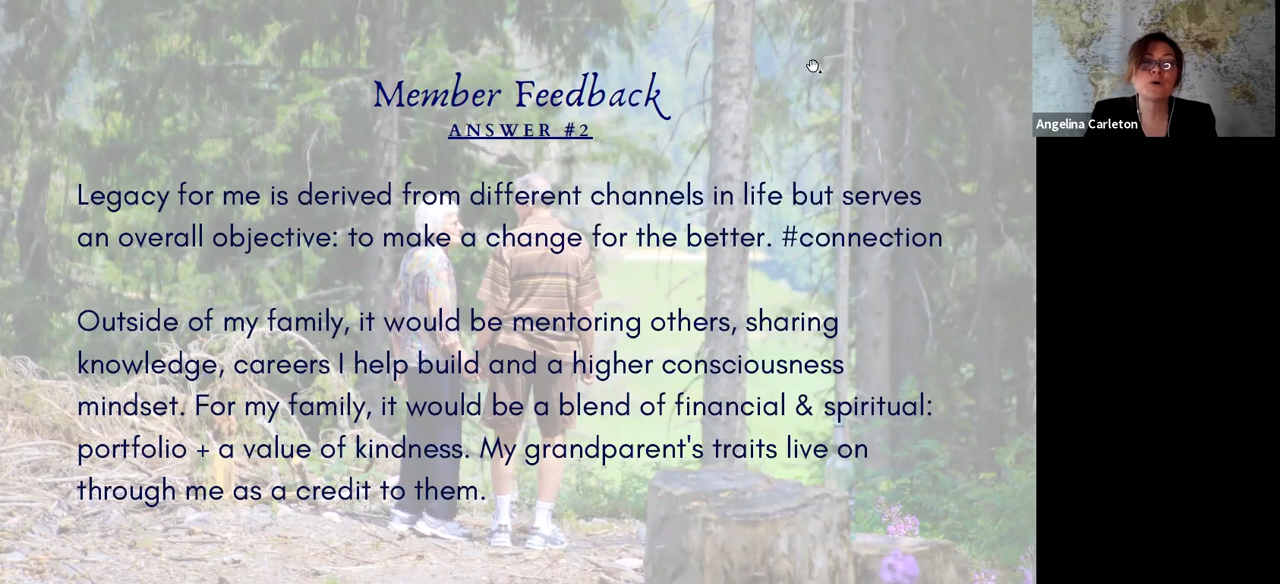 Member Feedback
ANSWER #2
Legacy for me is derived from different channels in life but serves
an overall objective: to make a change for the better. #connection
Outside of my family, it would be mentoring others, sharing
knowledge, careers I help build and a higher consciousness
mindset. For my family, it would be a blend of financial & spiritual:
portfolio + a value of kindness. My grandparent's traits live on
through me as a credit to them.
Angelina Carleton